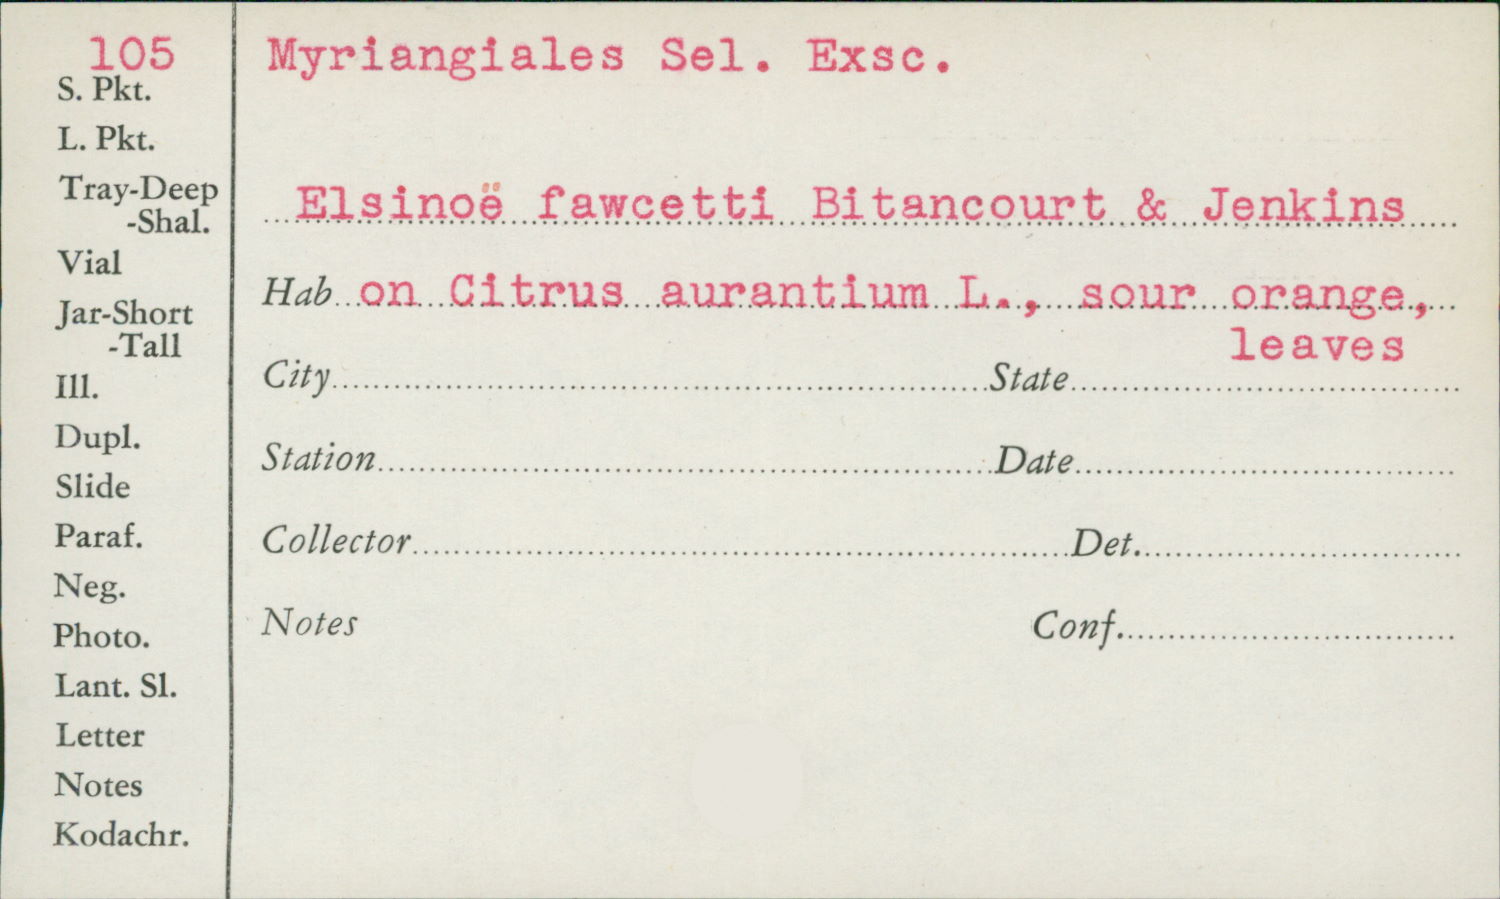 105
S. Pkt.
L. Pkt.
Tray-Deep
-Shal.
Vial
Jar-Short
-Tall
Ill.
Dupl.
Slide
Paraf.
Neg.
Photo.
Lant. Sl.
Letter
Notes
Kodachr.
Myriangiales Sel. Exsc.
Elsinoë fawcetti Bitancourt & Jenkins
Hab on Citrus aurantium L., sour orange,
leaves
City State
Station Date
Collector Det.
Notes Conf.